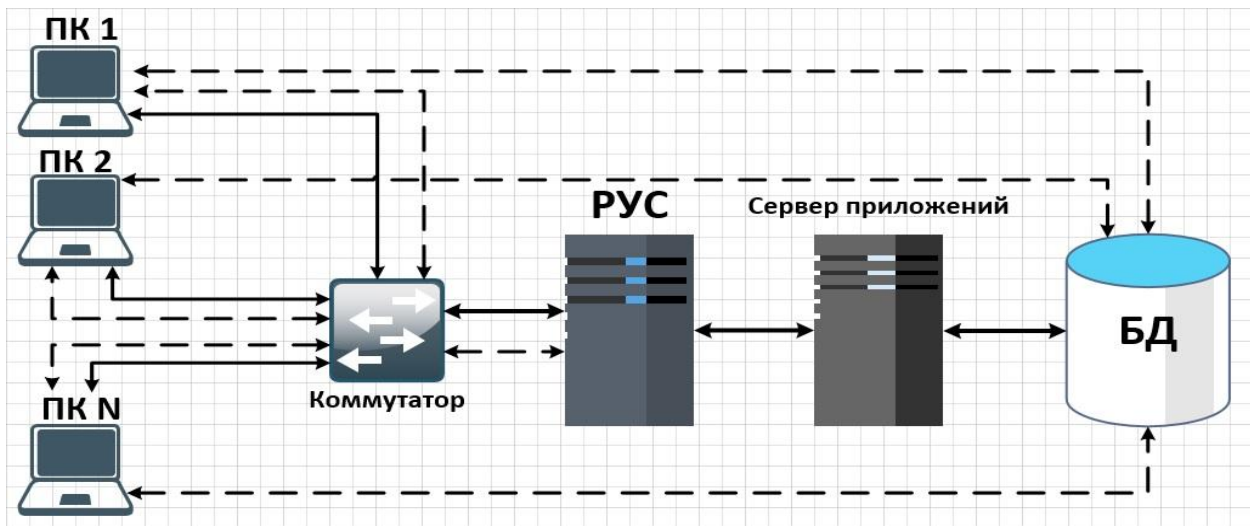 ПК 1
ПК 2
РУС
Сервер приложений
БД
Коммутатор
ПК N